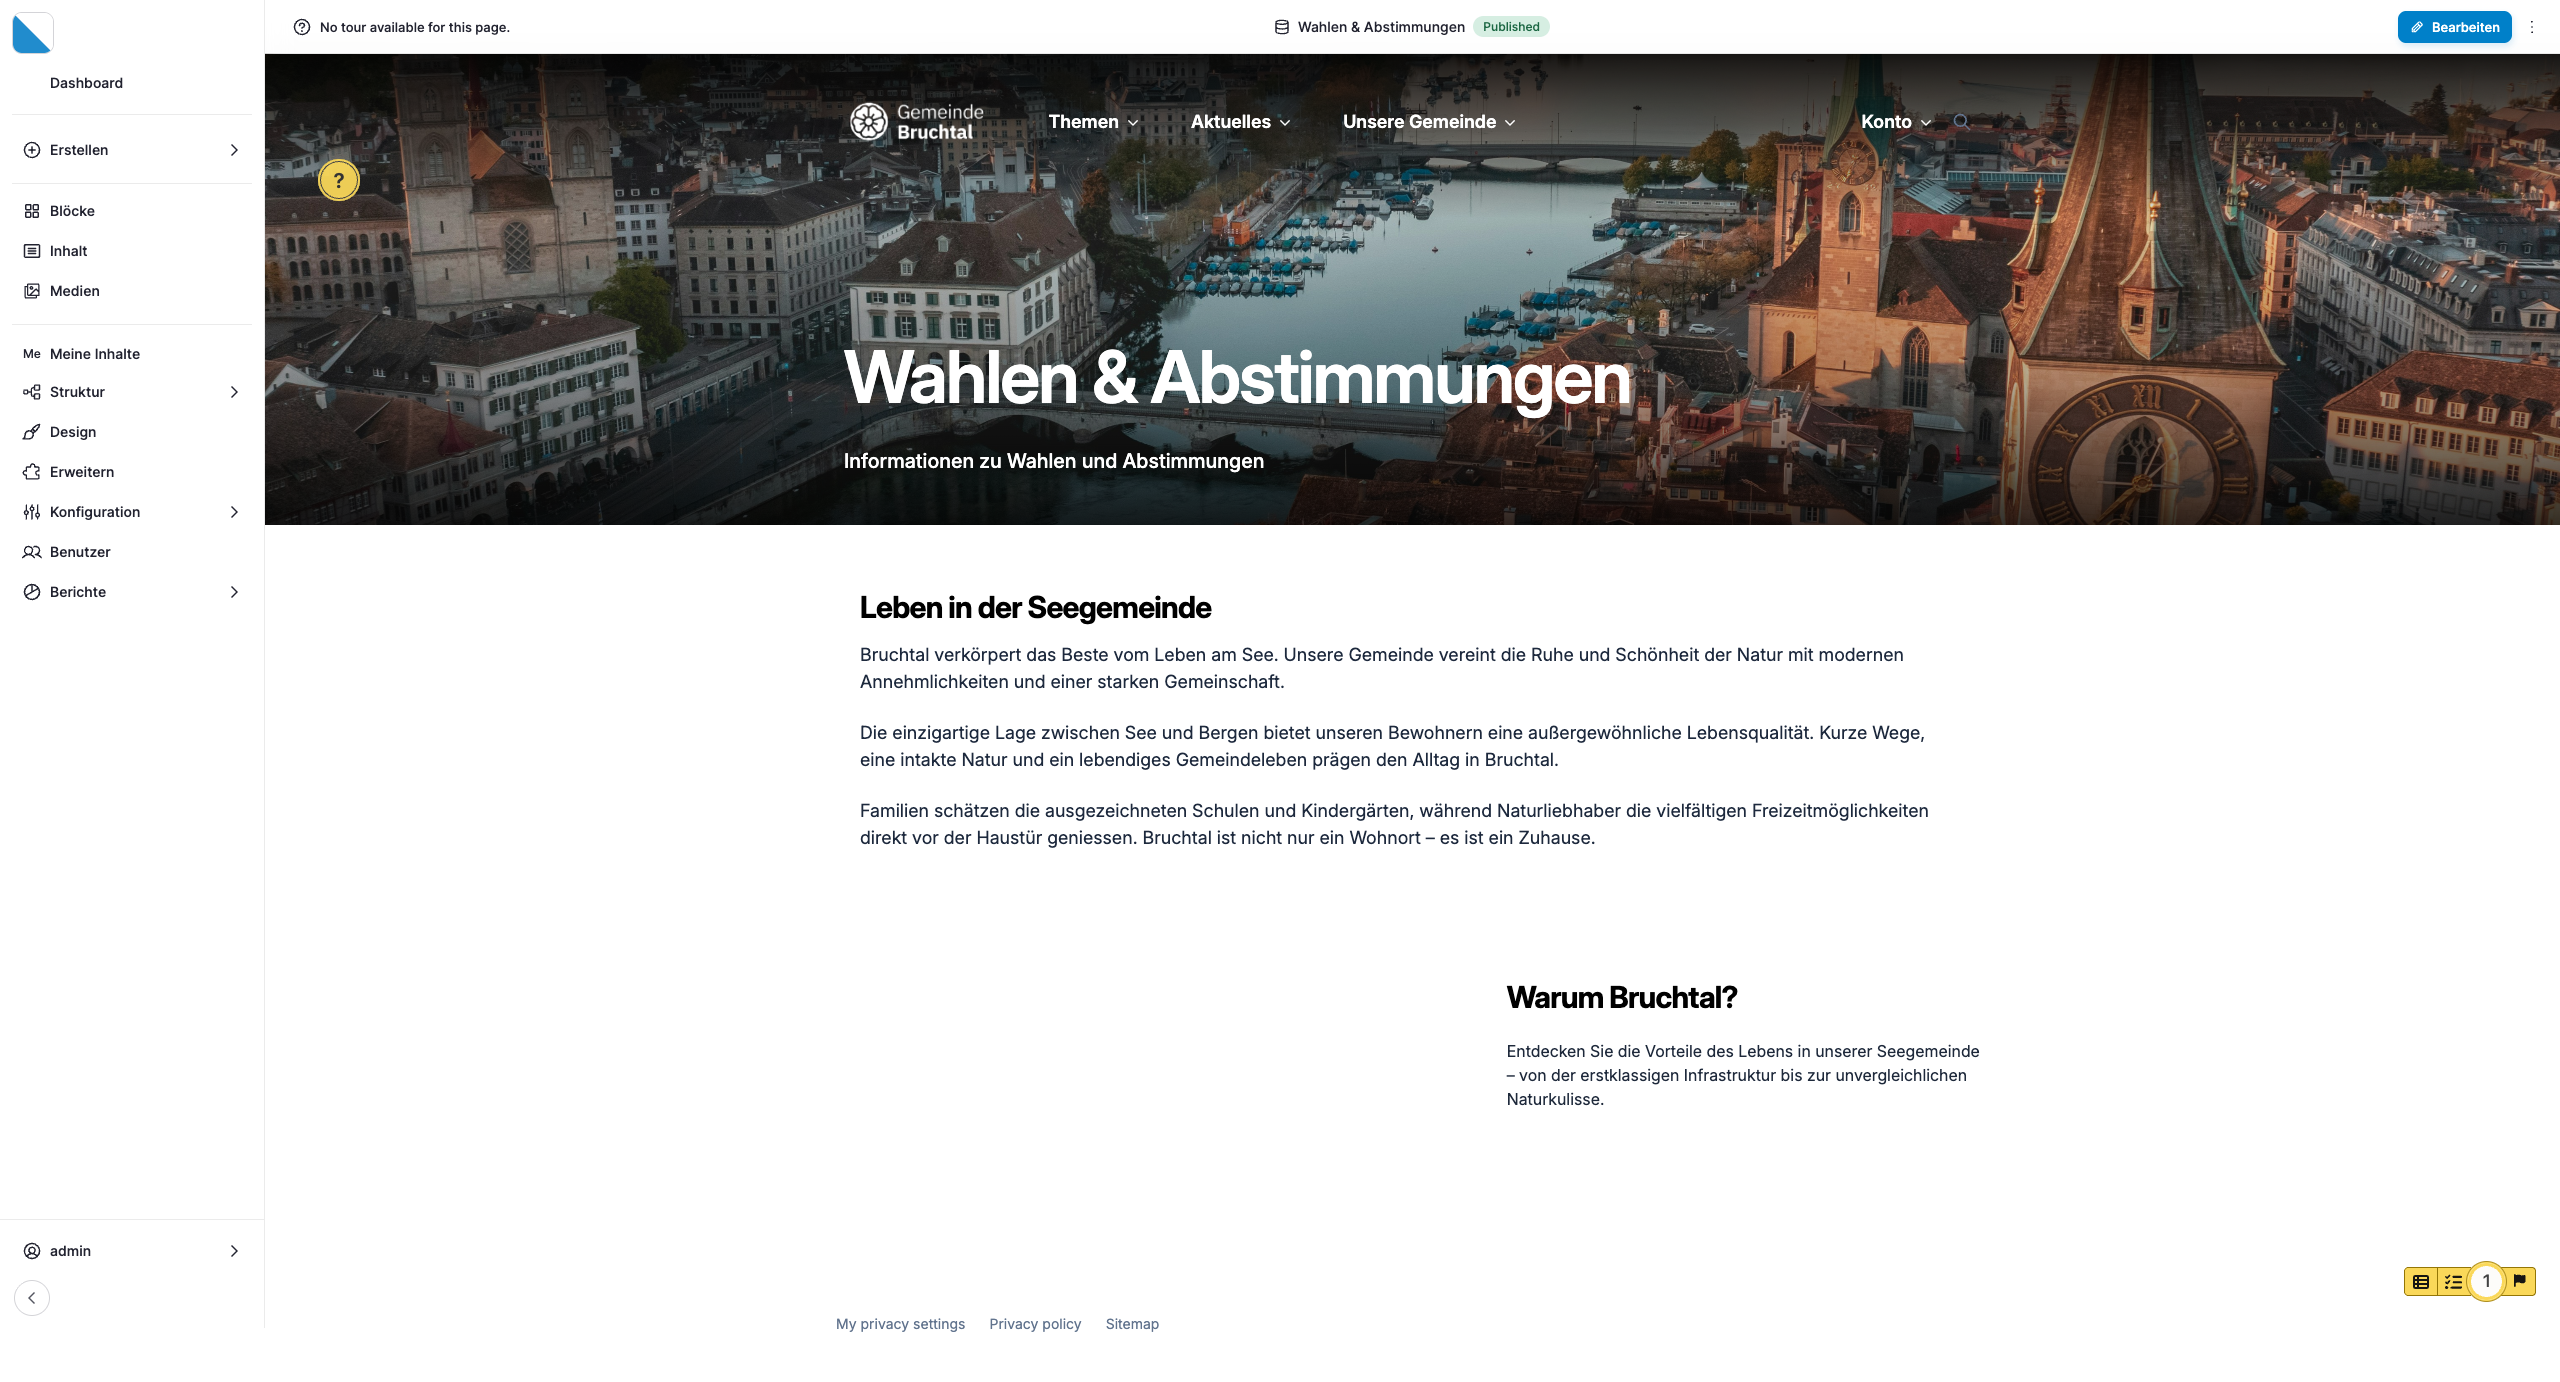 No tour available for this page.
Wahlen & Abstimmungen Published
Bearbeiten
Dashboard
Erstellen
Blöcke
Inhalt
Medien
Me Meine Inhalte
Struktur
Design
Erweitern
Konfiguration
Benutzer
Berichte
admin
Gemeinde
Bruchtal
Themen
Aktuelles
Unsere Gemeinde
Konto
?
Wahlen & Abstimmungen
Informationen zu Wahlen und Abstimmungen
Leben in der Seegemeinde
Bruchtal verkörpert das Beste vom Leben am See. Unsere Gemeinde vereint die Ruhe und Schönheit der Natur mit modernen
Annehmlichkeiten und einer starken Gemeinschaft.
Die einzigartige Lage zwischen See und Bergen bietet unseren Bewohnern eine außergewöhnliche Lebensqualität. Kurze Wege,
eine intakte Natur und ein lebendiges Gemeindeleben prägen den Alltag in Bruchtal.
Familien schätzen die ausgezeichneten Schulen und Kindergärten, während Naturliebhaber die vielfältigen Freizeitmöglichkeiten
direkt vor der Haustür geniessen. Bruchtal ist nicht nur ein Wohnort – es ist ein Zuhause.
Warum Bruchtal?
Entdecken Sie die Vorteile des Lebens in unserer Seegemeinde
– von der erstklassigen Infrastruktur bis zur unvergleichlichen
Naturkulisse.
1
My privacy settings
Privacy policy
Sitemap